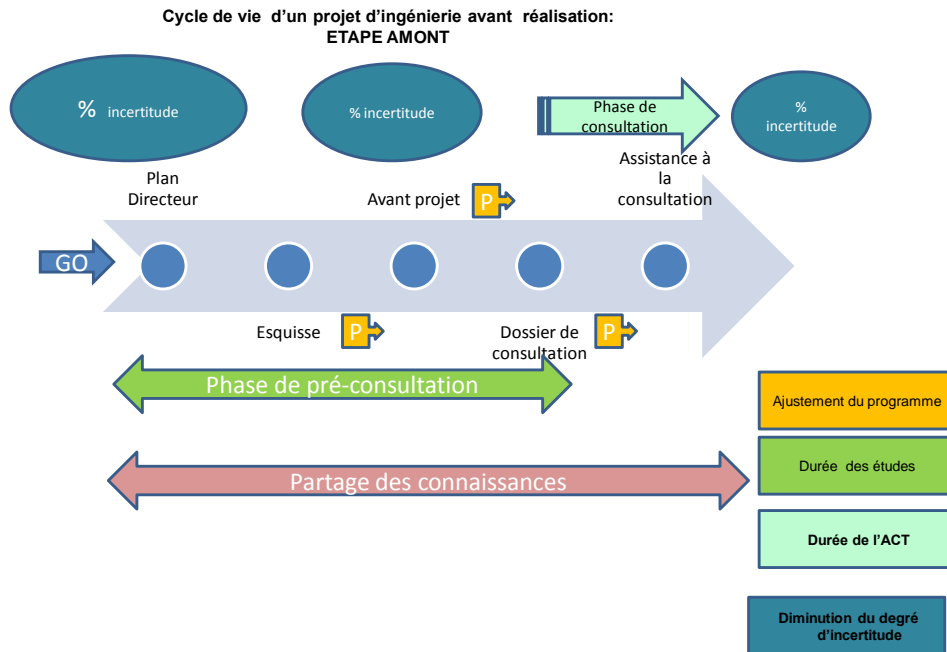 Cycle de vie d'un projet d'ingénierie avant réalisation:
ETAPE AMONT
% incertitude
% incertitude
Phase de
consultation
%
incertitude
Plan
Directeur
Avant projet
P
Assistance à
la
consultation
GO
Esquisse
P
Dossier de
consultation
P
Phase de pré-consultation
Ajustement du programme
Partage des connaissances
Durée des études
Durée de l'ACT
Diminution du degré
d'incertitude